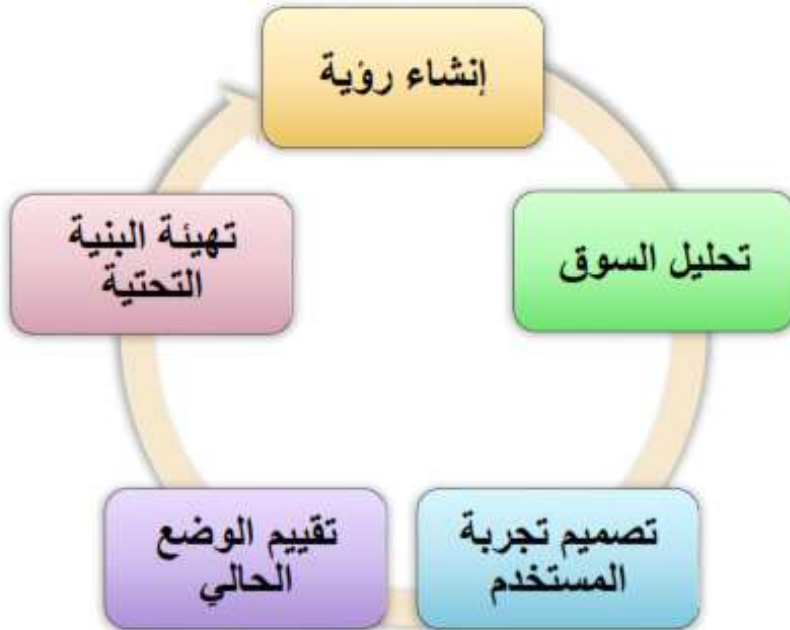 إنشاء رؤية
تحليل السوق
تصميم تجربة
المستخدم
تقييم الوضع
الحالي
تهيئة البنية
التحتية